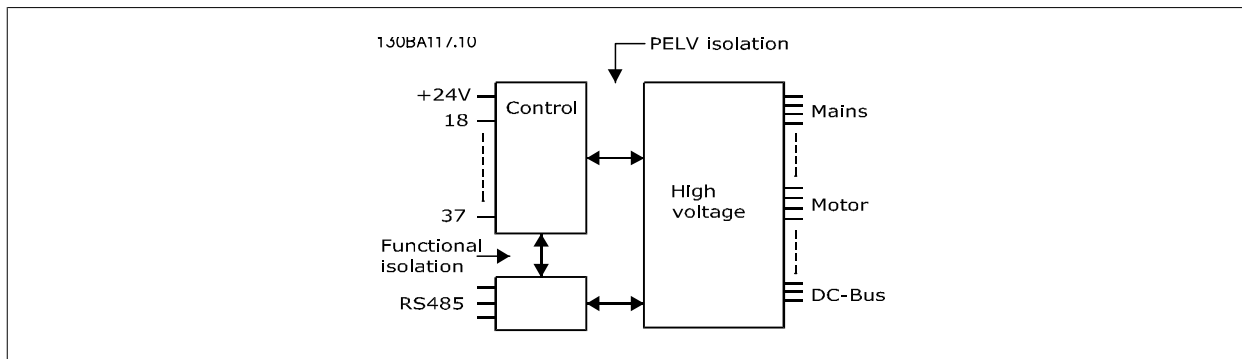 130BA117.10
PELV isolation
+24V
Control
18
Mains
High
voltage
37
Motor
Functional
isolation
RS485
DC-Bus